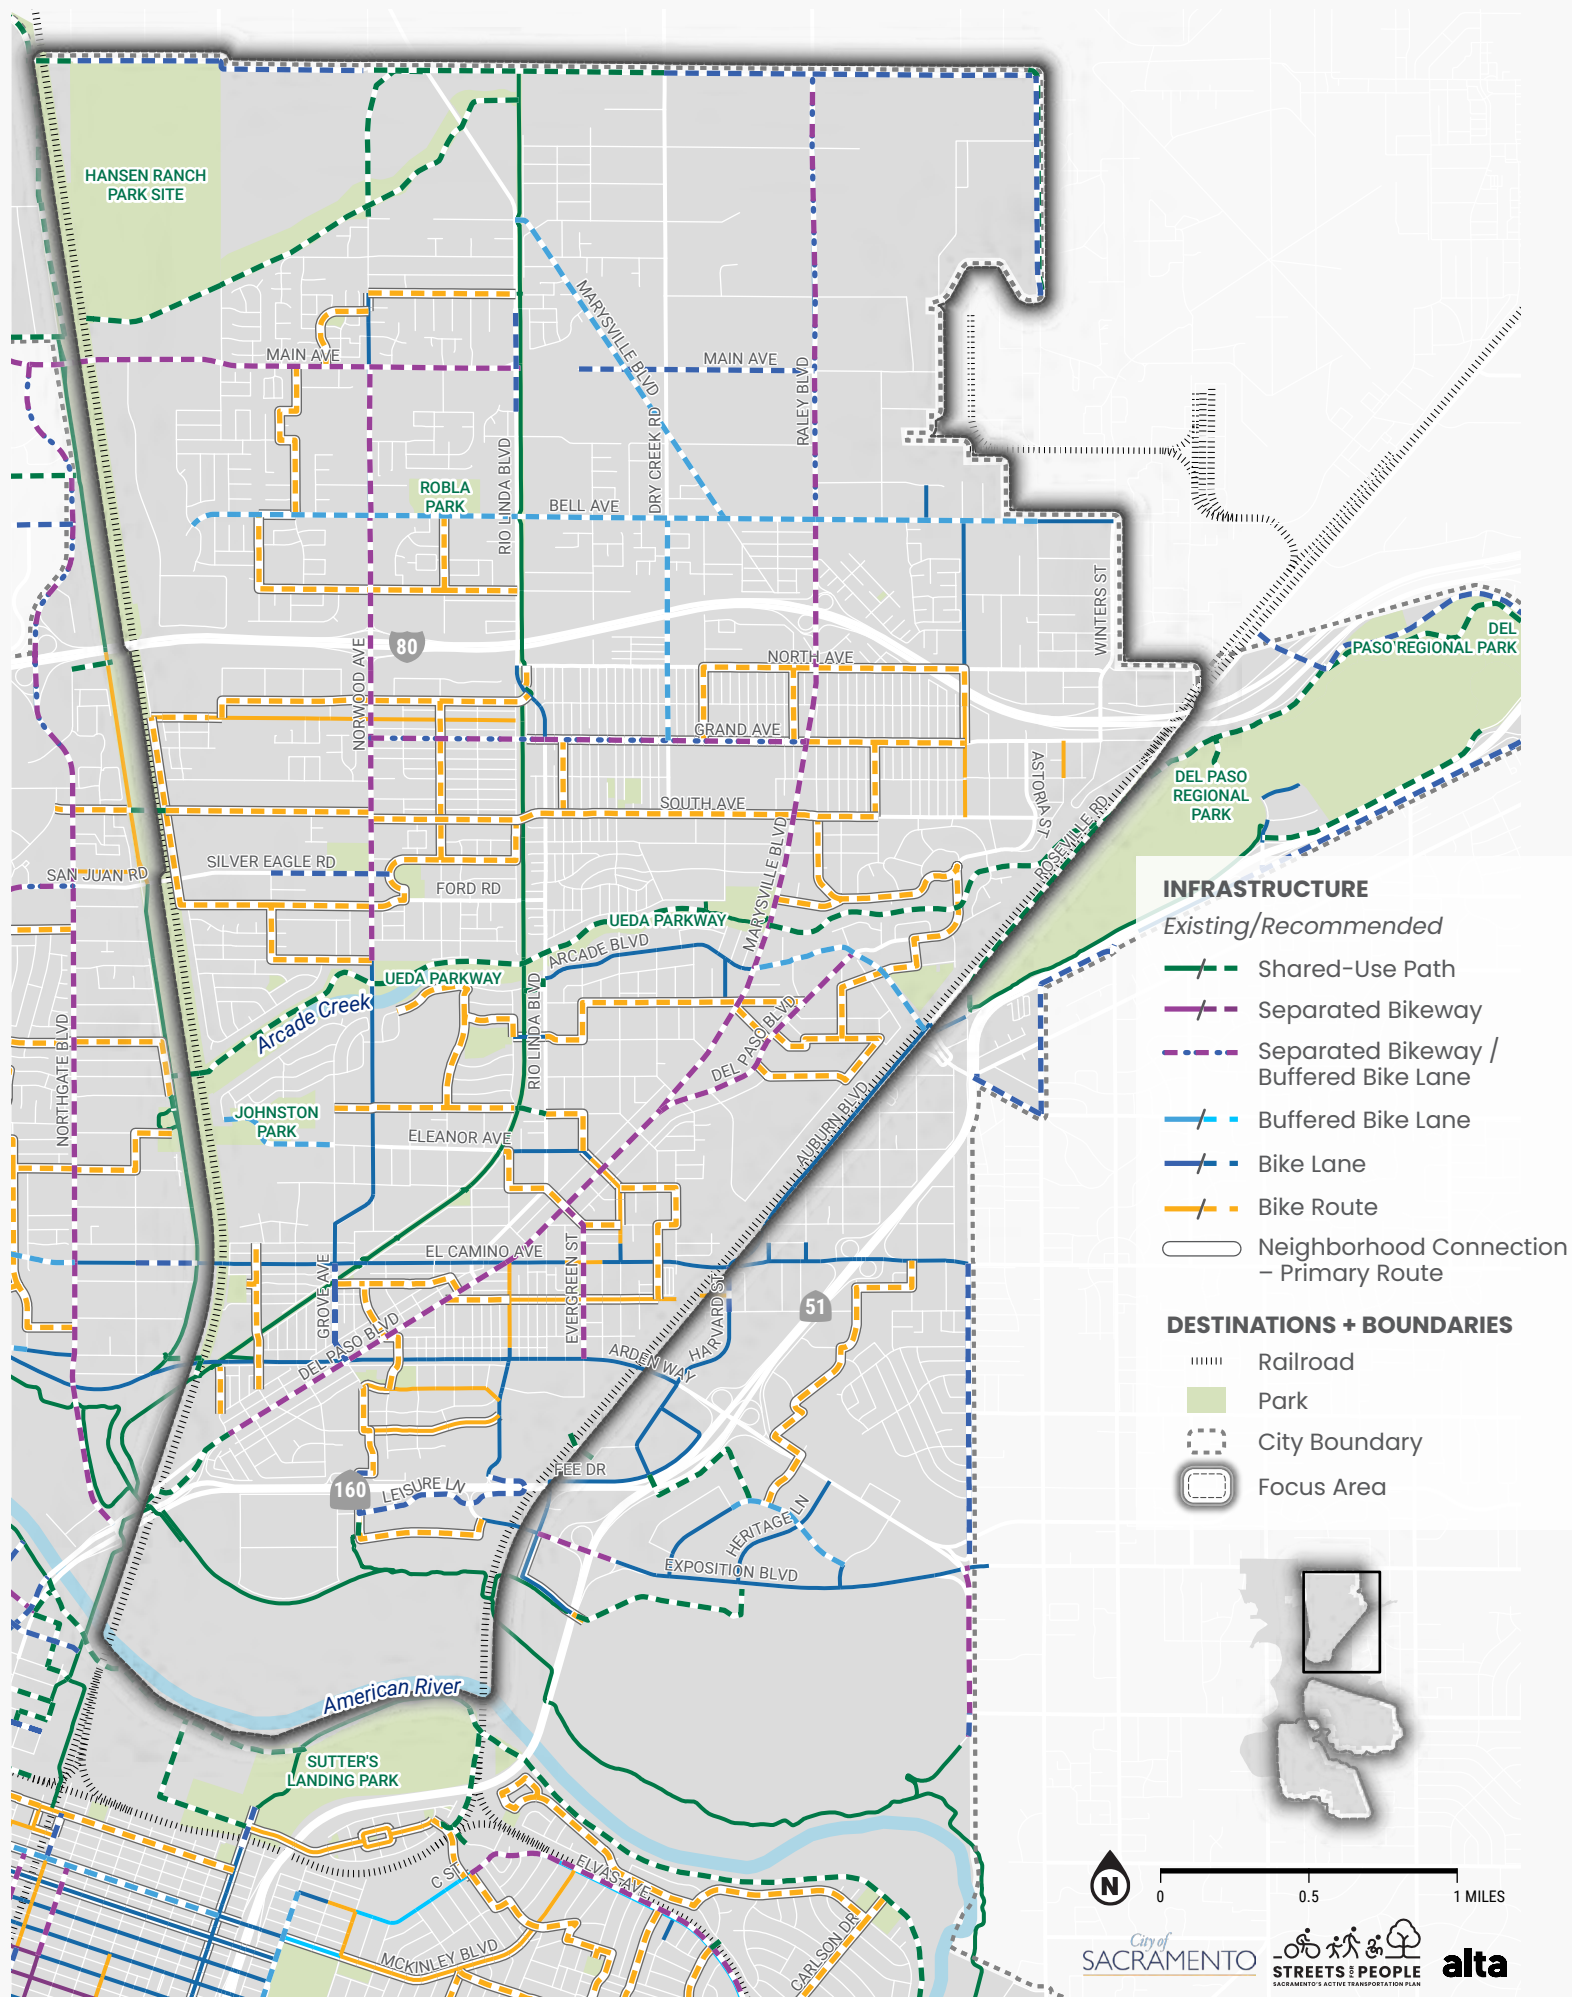 HANSEN RANCH
PARK SITE
MARYSVILLE BLVD
MAIN AVE
MAIN AVE
RALEY BLVD
DRY CREEK RD
RIO LINDA BLVD
ROBLA
PARK
BELL AVE
WINTERS ST
80
NORWOOD AVE
NORTH AVE
DEL
PASO REGIONAL PARK
GRAND AVE
ASTORIA ST
DEL PASO
REGIONAL
PARK
SOUTH AVE
ROSEVILLE RD
MARYSVILLE BLVD
SILVER EAGLE RD
SAN JUAN RD
FORD RD
UEDA PARKWAY
ARCADE BLVD
UEDA PARKWAY
Arcade Creek
RIO LINDA BLVD
NORTHGATE BLVD
DEL PASO BLVD
AUBURN BLVD
JOHNSTON
PARK
ELEANOR AVE
EL CAMINO AVE
EVERGREEN ST
GROVE AVE
HARVARD ST
51
DEL PASO BLVD
ARDEN WAY
FEE DR
160
LEISURE LN
HERITAGE LN
EXPOSITION BLVD
American River
SUTTER'S
LANDING PARK
C ST
ELVAS AVE
MCKINLEY BLVD
CARLSON DR
INFRASTRUCTURE
Existing/Recommended
Shared-Use Path
Separated Bikeway
Separated Bikeway /
Buffered Bike Lane
Buffered Bike Lane
Bike Lane
Bike Route
Neighborhood Connection
– Primary Route
DESTINATIONS + BOUNDARIES
Railroad
Park
City Boundary
Focus Area
N
0 0.5 1 MILES
City of
SACRAMENTO
STREETS FOR PEOPLE
SACRAMENTO'S ACTIVE TRANSPORTATION PLAN
alta